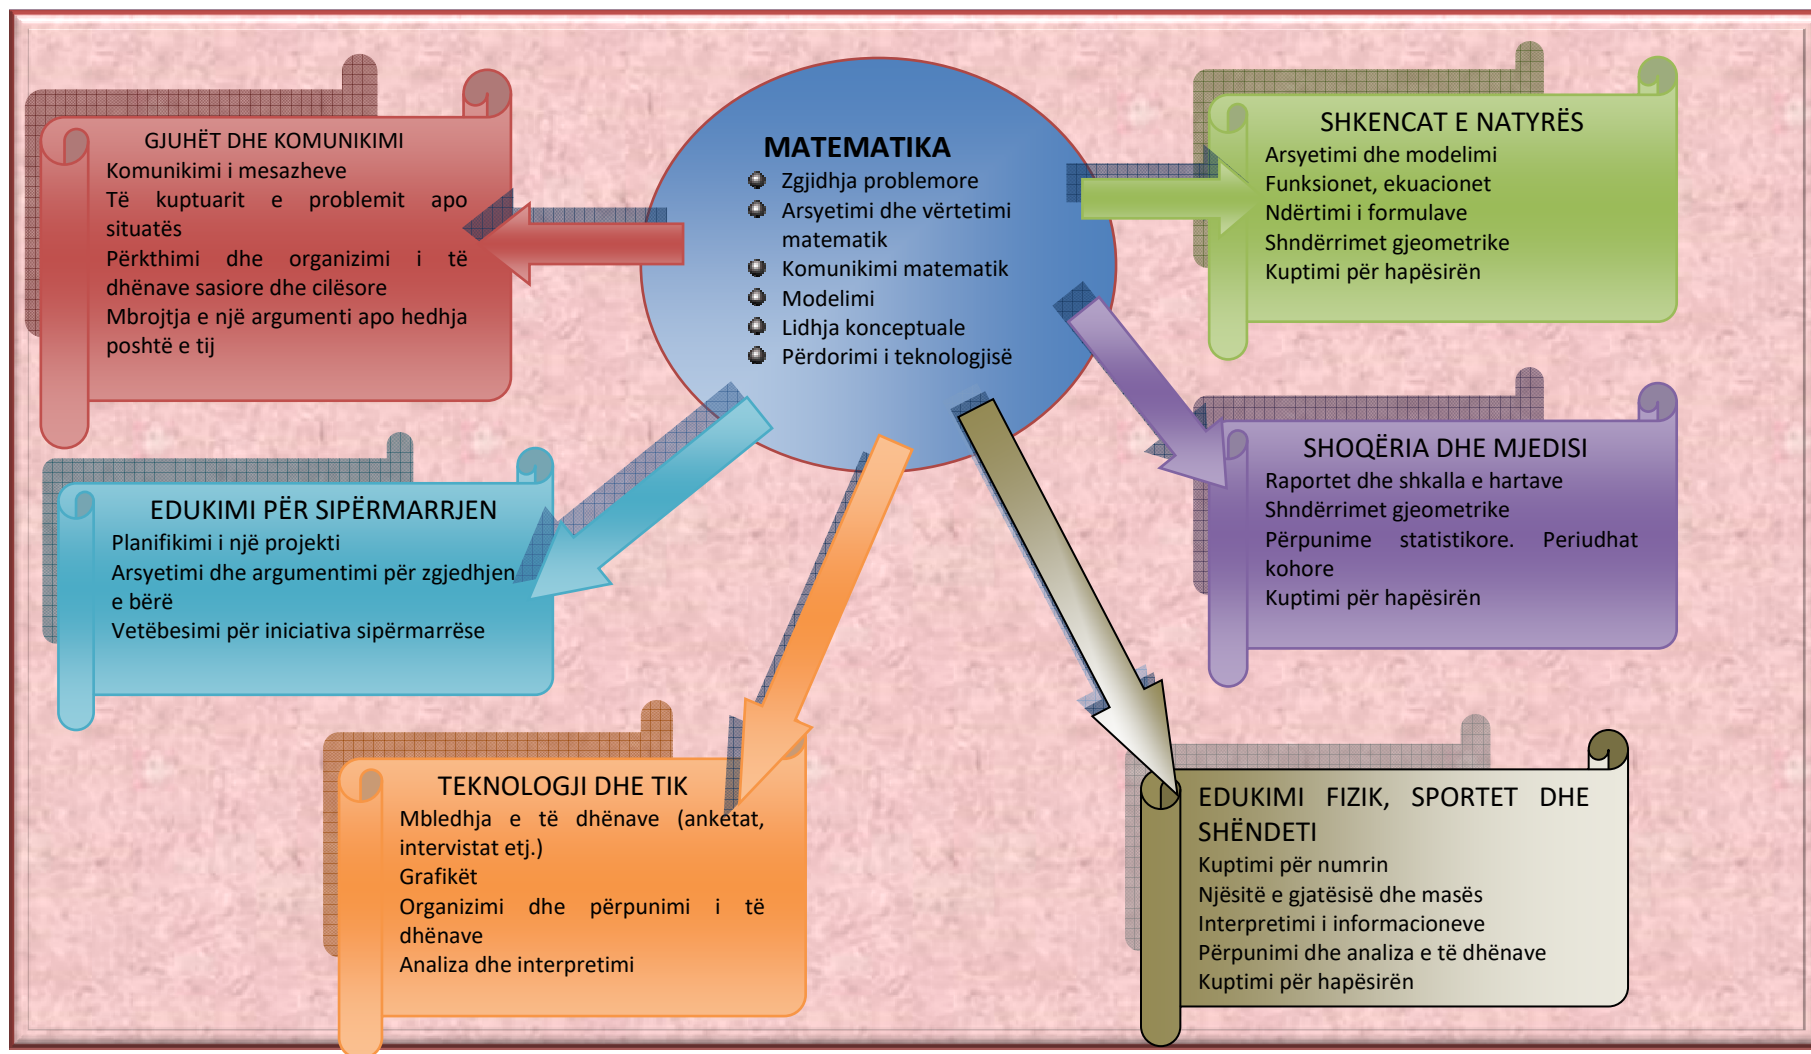 GJUHËT DHE KOMUNIKIMI
Komunikimi i mesazheve
Të kuptuarit e problemit apo
situatës
Përkthimi dhe organizimi i të
dhënave sasiore dhe cilësore
Mbrojtja e një argumenti apo hedhja
poshtë e tij
MATEMATIKA
Zgjidhja problemore
Arsyetimi dhe vërtetimi
matematik
Komunikimi matematik
Modelimi
Lidhja konceptuale
Përdorimi i teknologjisë
SHKENCAT E NATYRËS
Arsyetimi dhe modelimi
Funksionet, ekuacionet
Ndërtimi i formulave
Shndërrimet gjeometrike
Kuptimi për hapësirën
EDUKIMI PËR SIPËRMARRJEN
Planifikimi i një projekti
Arsyetimi dhe argumentimi për zgjedhjen
e bërë
Vetëbesimi për iniciativa sipërmarrëse
SHOQËRIA DHE MJEDISI
Raportet dhe shkalla e hartave
Shndërrimet gjeometrike
Përpunime statistikore. Periudhat
kohore
Kuptimi për hapësirën
TEKNOLOGJI DHE TIK
Mbledhja e të dhënave (anketat,
intervistat etj.)
Grafikët
Organizimi dhe përpunimi i të
dhënave
Analiza dhe interpretimi
EDUKIMI FIZIK, SPORTET DHE
SHËNDETI
Kuptimi për numrin
Njësitë e gjatësisë dhe masës
Interpretimi i informacioneve
Përpunimi dhe analiza e të dhënave
Kuptimi për hapësirën